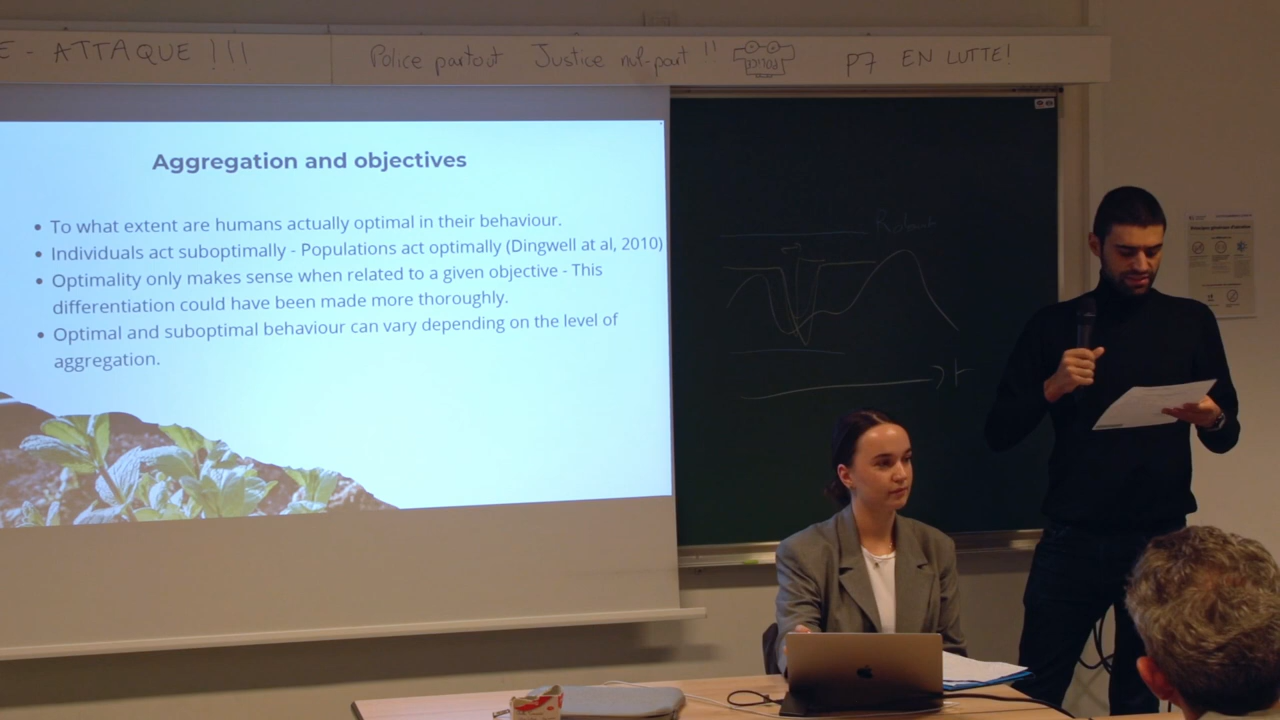 E - ATTAQUE !!!
Police partout Justice nul-part !! POLICE P7 EN LUTTE!
Aggregation and objectives
• To what extent are humans actually optimal in their behaviour.
• Individuals act suboptimally - Populations act optimally (Dingwell at al, 2010)
• Optimality only makes sense when related to a given objective - This
differentiation could have been made more thoroughly.
• Optimal and suboptimal behaviour can vary depending on the level of
aggregation.